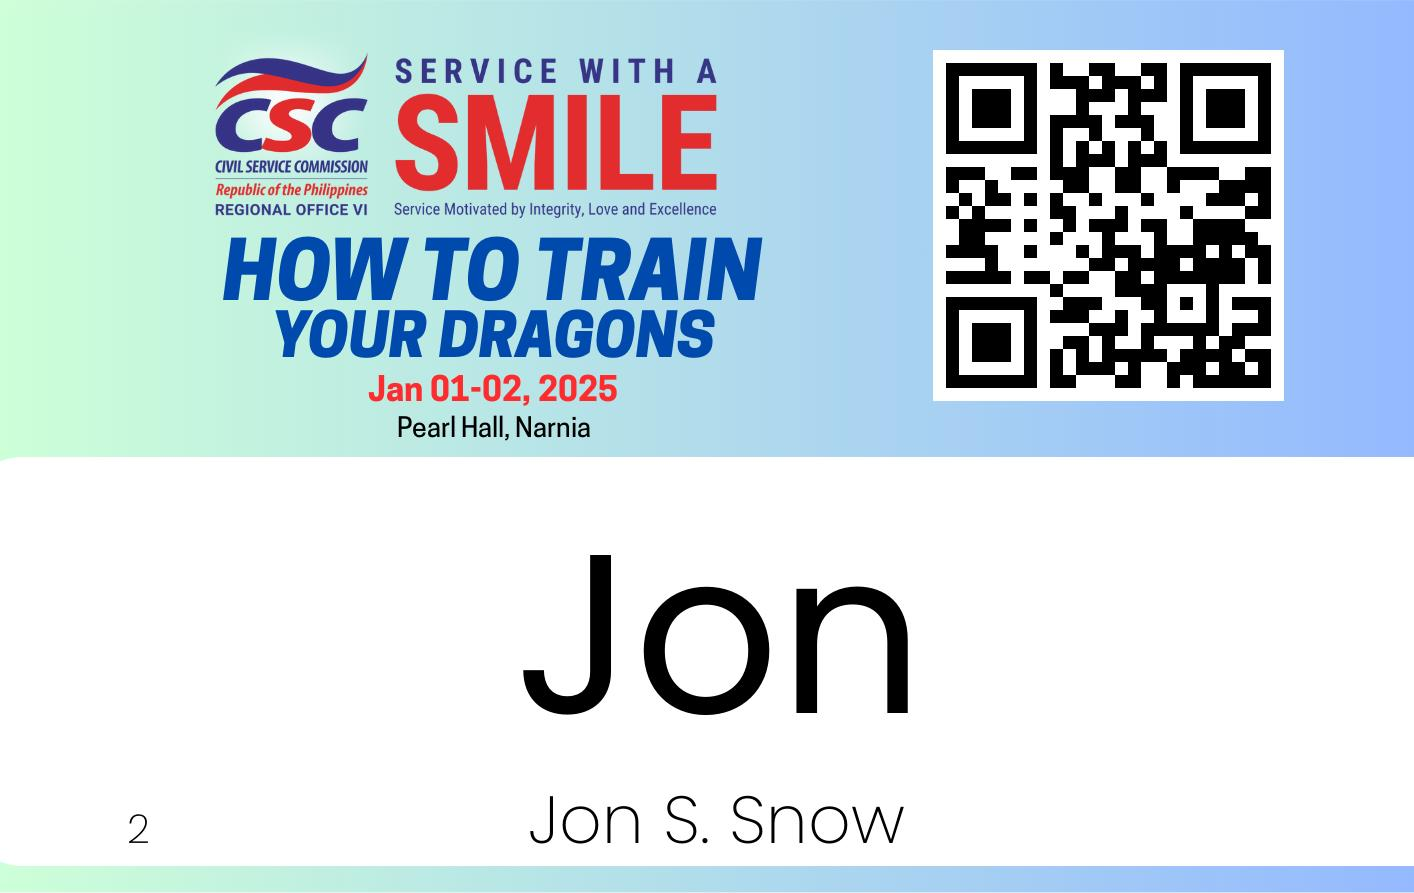 CSC
CIVIL SERVICE COMMISSION
Republic of the Philippines
REGIONAL OFFICE VI
SERVICE WITH A
SMILE
Service Motivated by Integrity, Love and Excellence
HOW TO TRAIN
YOUR DRAGONS
Jan 01-02, 2025
Pearl Hall, Narnia
Jon
Jon S. Snow
2